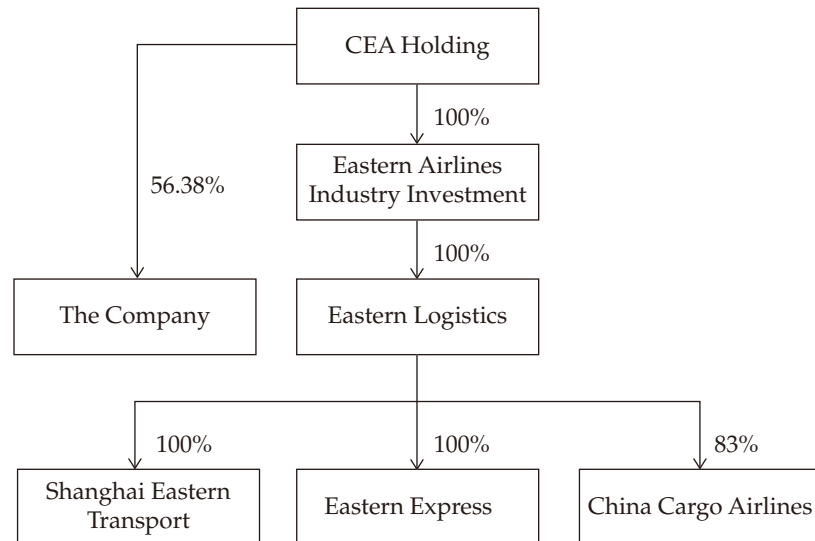 CEA Holding
100%
Eastern Airlines
Industry Investment
56.38%
100%
The Company
Eastern Logistics
100%
100%
83%
Shanghai Eastern
Transport
Eastern Express
China Cargo Airlines